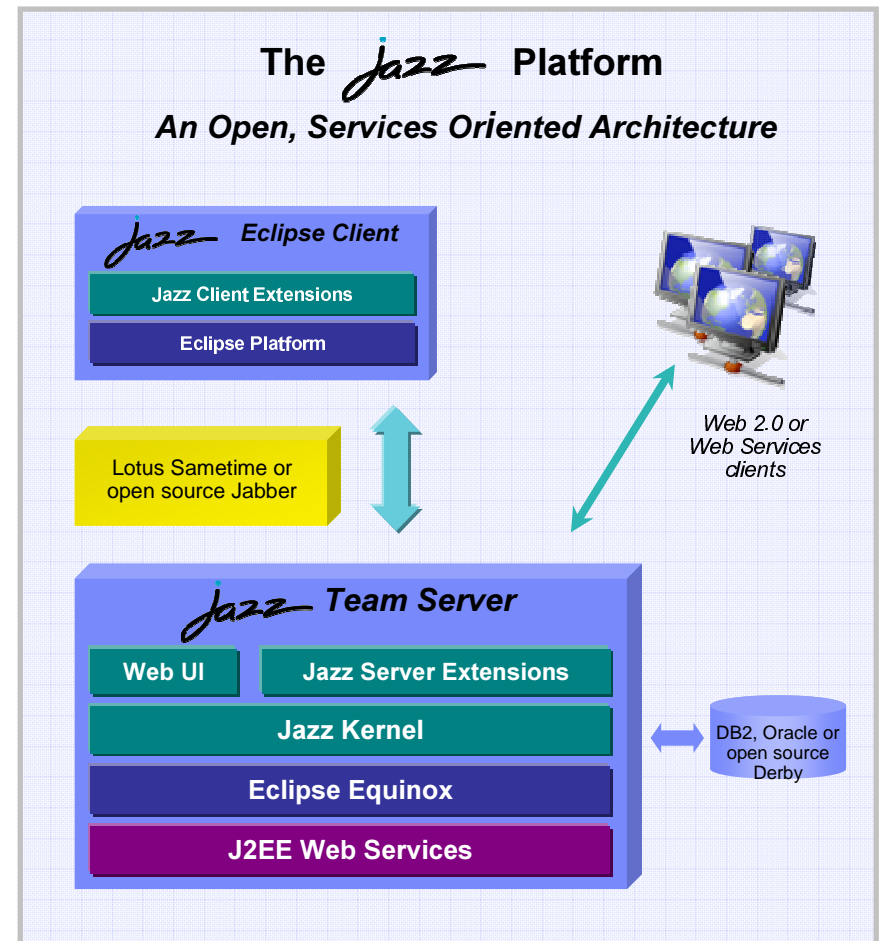 The Jazz Platform
An Open, Services Oriented Architecture
Jazz Eclipse Client
Jazz Client Extensions
Eclipse Platform
Web 2.0 or
Web Services
clients
Lotus Sametime or
open source Jabber
Jazz Team Server
Web UI
Jazz Server Extensions
Jazz Kernel
Eclipse Equinox
J2EE Web Services
DB2, Oracle or
open source
Derby